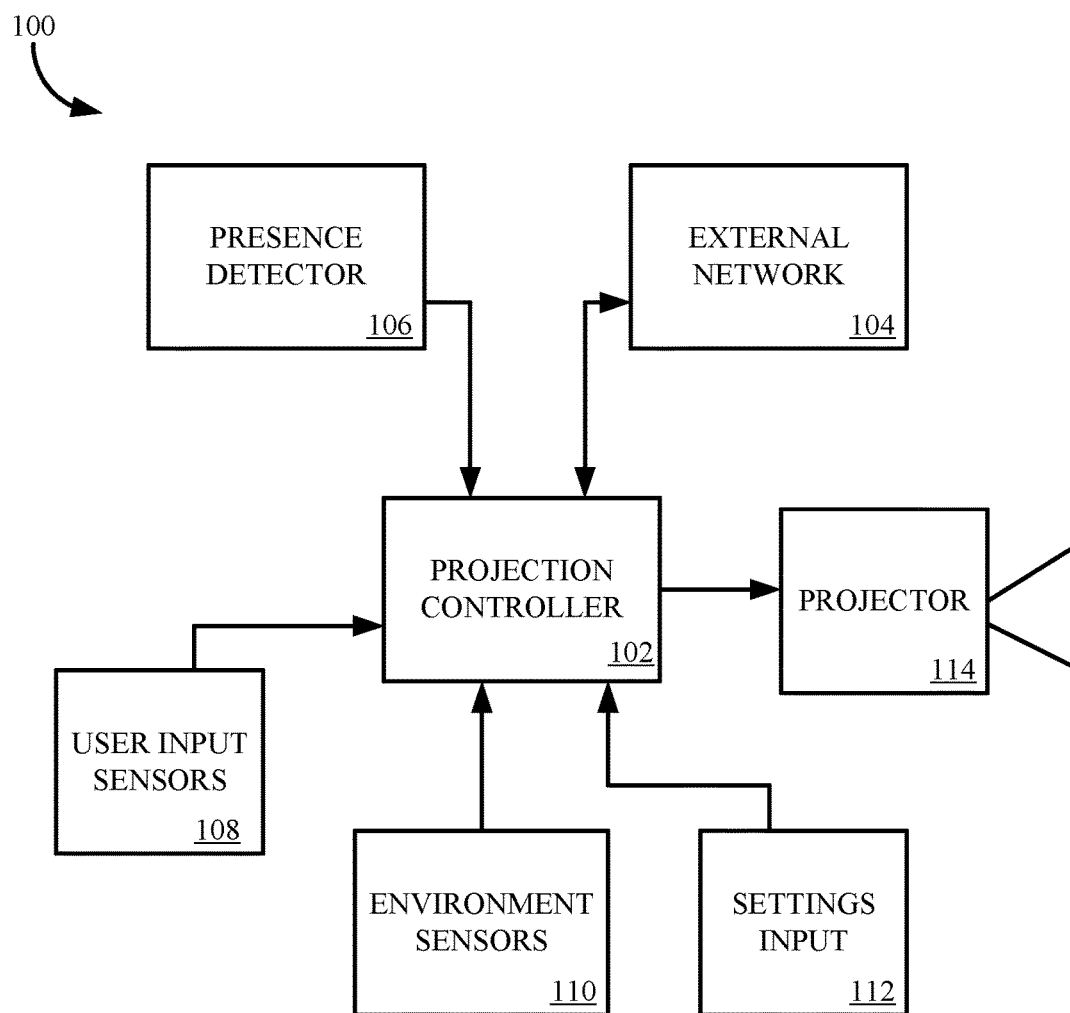 100
PRESENCE
DETECTOR
106
EXTERNAL
NETWORK
104
PROJECTION
CONTROLLER
102
PROJECTOR
114
USER INPUT
SENSORS
108
ENVIRONMENT
SENSORS
110
SETTINGS
INPUT
112